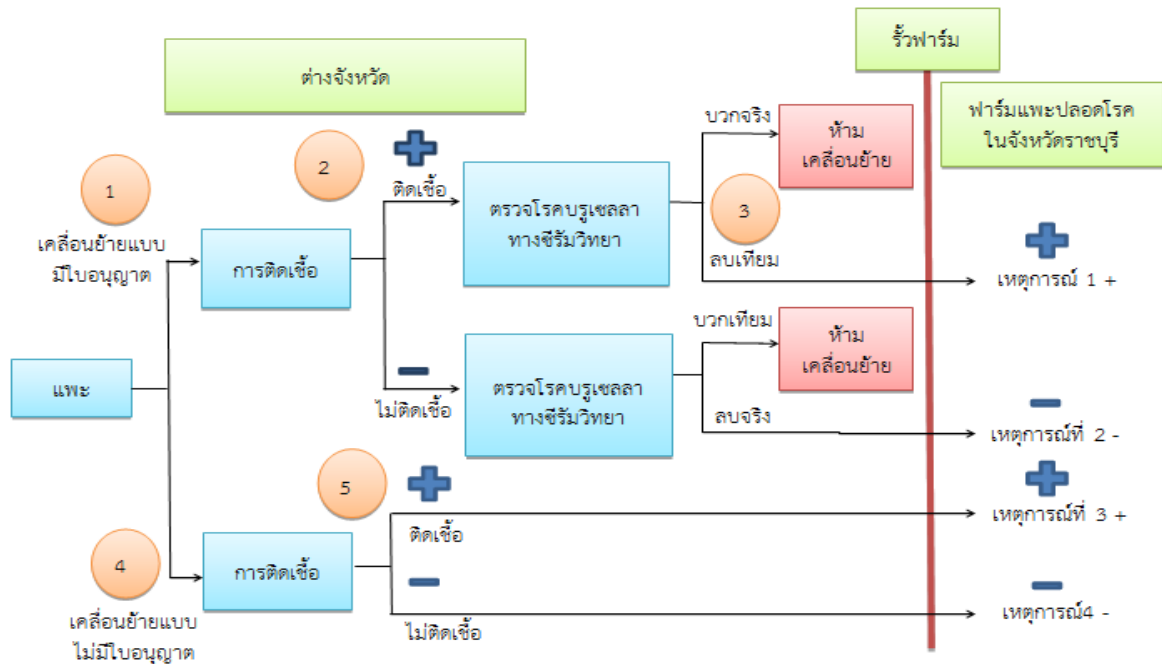 รั้วฟาร์ม
ต่างจังหวัด
ฟาร์มแพะปลอดโรค
ในจังหวัดราชบุรี
บวกจริง
ห้าม
เคลื่อนย้าย
1
2
ติดเชื้อ
ตรวจโรคบรูเซลลา
ทางซีรัมวิทยา
3
ลบเทียม
เคลื่อนย้ายแบบ
มีใบอนุญาต
การติดเชื้อ
เหตุการณ์ 1 +
บวกเทียม
ห้าม
เคลื่อนย้าย
แพะ
ไม่ติดเชื้อ
ตรวจโรคบรูเซลลา
ทางซีรัมวิทยา
ลบจริง
เหตุการณ์ที่ 2 -
5
ติดเชื้อ
เหตุการณ์ที่ 3 +
4
การติดเชื้อ
เคลื่อนย้ายแบบ
ไม่มีใบอนุญาต
ไม่ติดเชื้อ
เหตุการณ์4 -